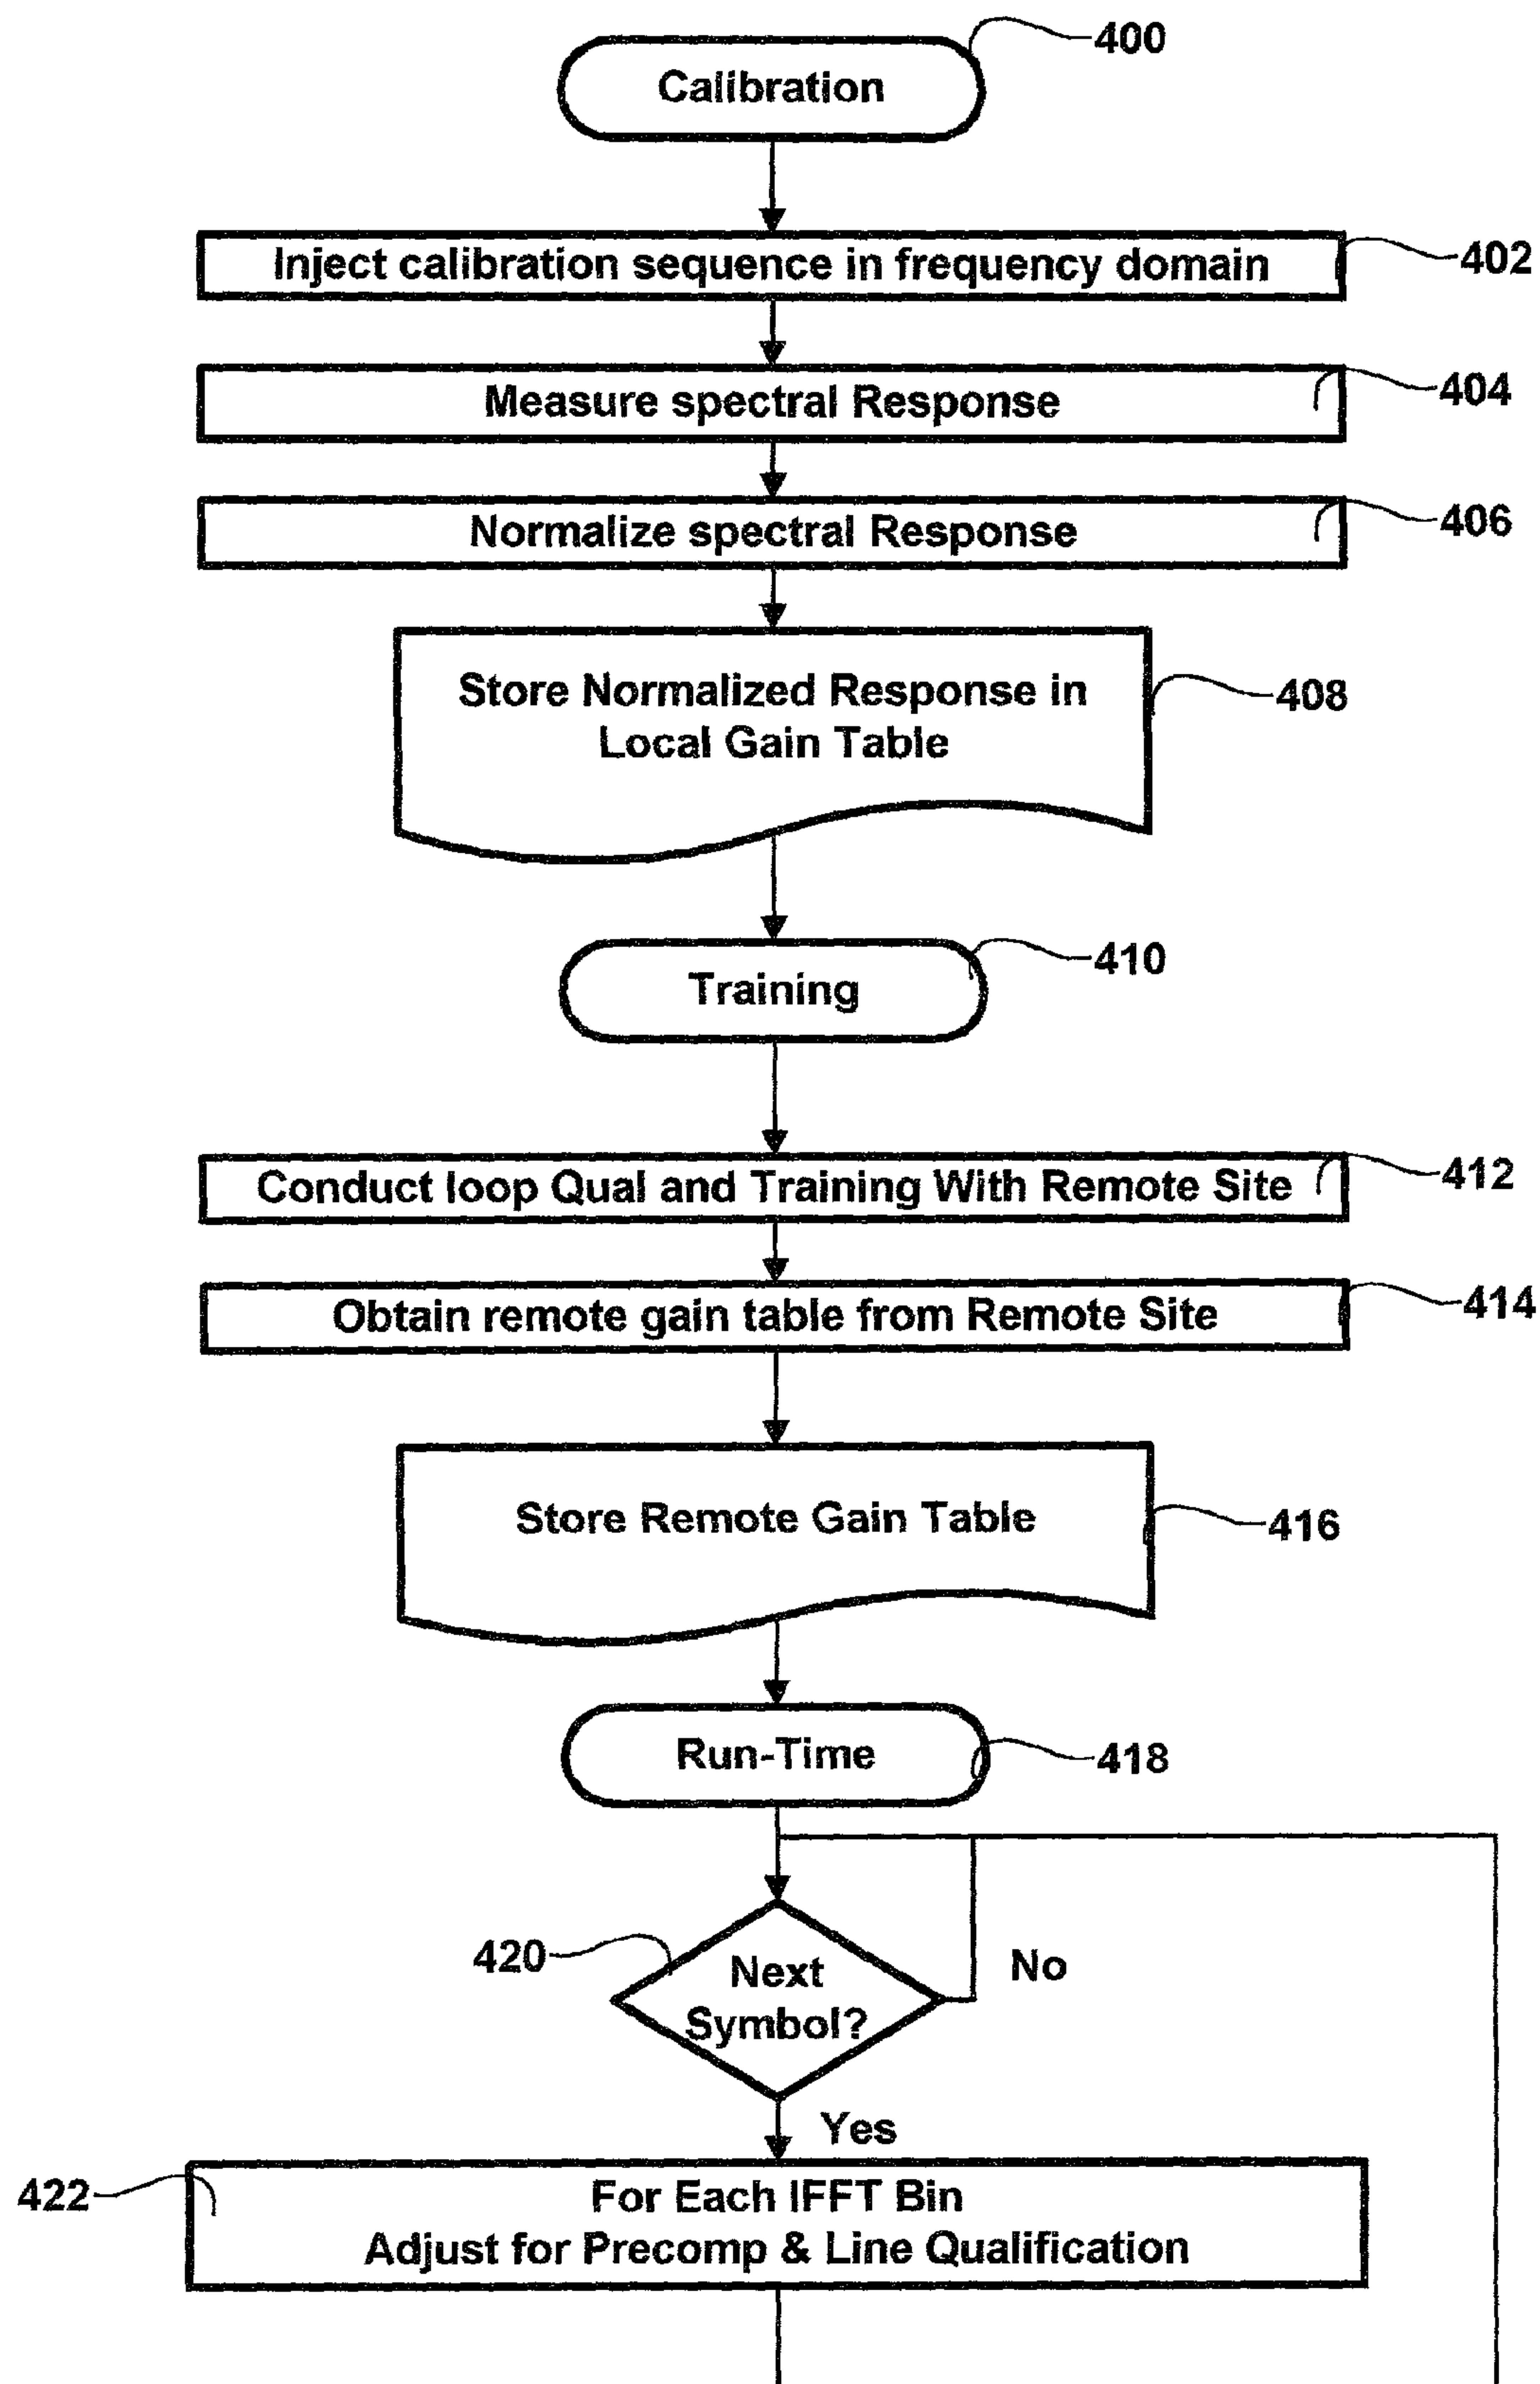 400
Calibration
Inject calibration sequence in frequency domain
402
Measure spectral Response
404
Normalize spectral Response
406
Store Normalized Response in
Local Gain Table
408
Training
410
Conduct loop Qual and Training With Remote Site
412
Obtain remote gain table from Remote Site
414
Store Remote Gain Table
416
Run-Time
418
420
Next
Symbol?
No
Yes
422
For Each IFFT Bin
Adjust for Precomp & Line Qualification